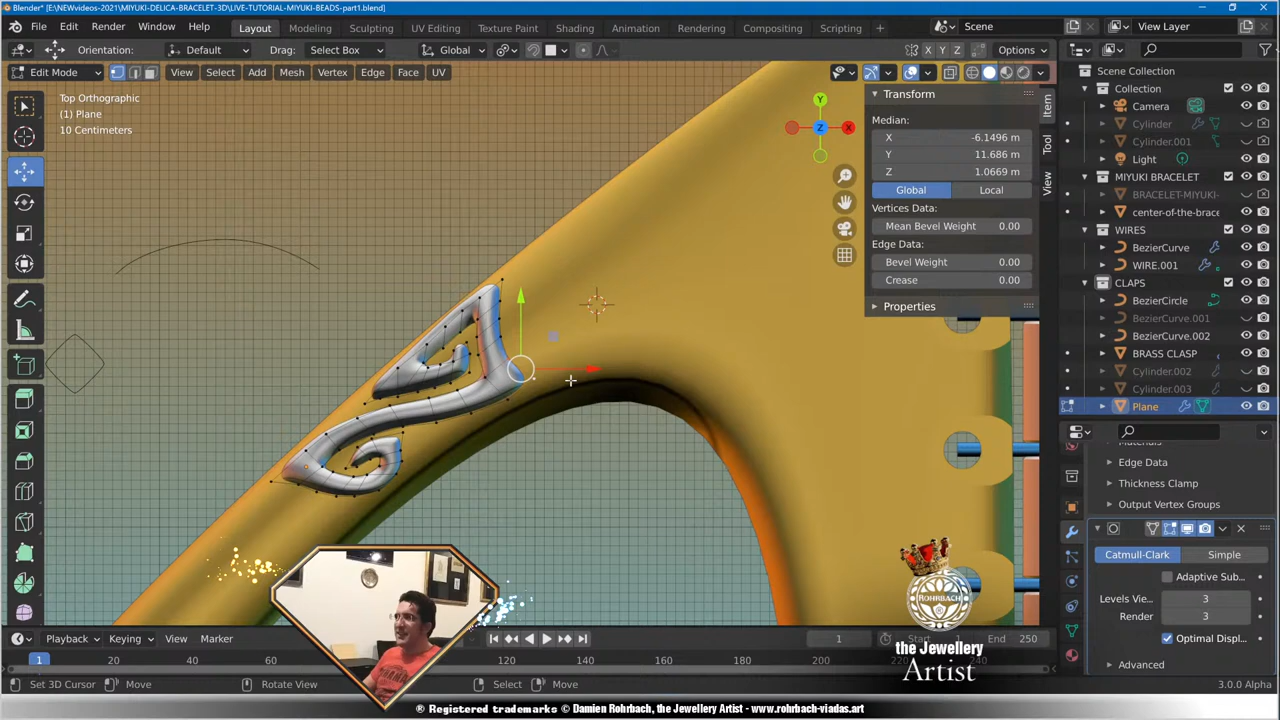 Blender* [E:\NEWvideos-2021\MIYUKI-DELICA-BRACELET-3D\LIVE-TUTORIAL-MIYUKI-BEADS-part1.blend]
File Edit Render Window Help Layout Modeling Sculpting UV Editing Texture Paint Shading Animation Rendering Compositing Scripting + Scene View Layer
Orientation: Default Drag: Select Box Global X Y Z Options
Edit Mode View Select Add Mesh Vertex Edge Face UV
Top Orthographic
(1) Plane
10 Centimeters
Y
Z
X
Transform
Median:
X -6.1496 m
Y 11.686 m
Z 1.0669 m
Global Local
Vertices Data:
Mean Bevel Weight 0.00
Edge Data:
Bevel Weight 0.00
Crease 0.00
Properties
Item
Tool
View
Scene Collection
Collection
Camera
Cylinder
Cylinder.001
Light
MIYUKI BRACELET
BRACELET-MIYUKI-
center-of-the-brace
WIRES
BezierCurve
WIRE.001
CLAPS
BezierCircle
BezierCurve.001
BezierCurve.002
BRASS CLASP
Cylinder.002
Cylinder.003
Plane
Edge Data
Thickness Clamp
Output Vertex Groups
Catmull-Clark Simple
Adaptive Sub...
Levels Vie... 3
Render 3
Optimal Displ...
Advanced
ROHRBACH
the Jewellery
Artist
Playback Keying View Marker 1 Start 1 End 250
1 20 40 60 120 140 160 180 200 220 240
Set 3D Cursor Move Rotate View Select Move 3.0.0 Alpha
® Registered trademarks © Damien Rohrbach, the Jewellery Artist - www.rohrbach-viadas.art